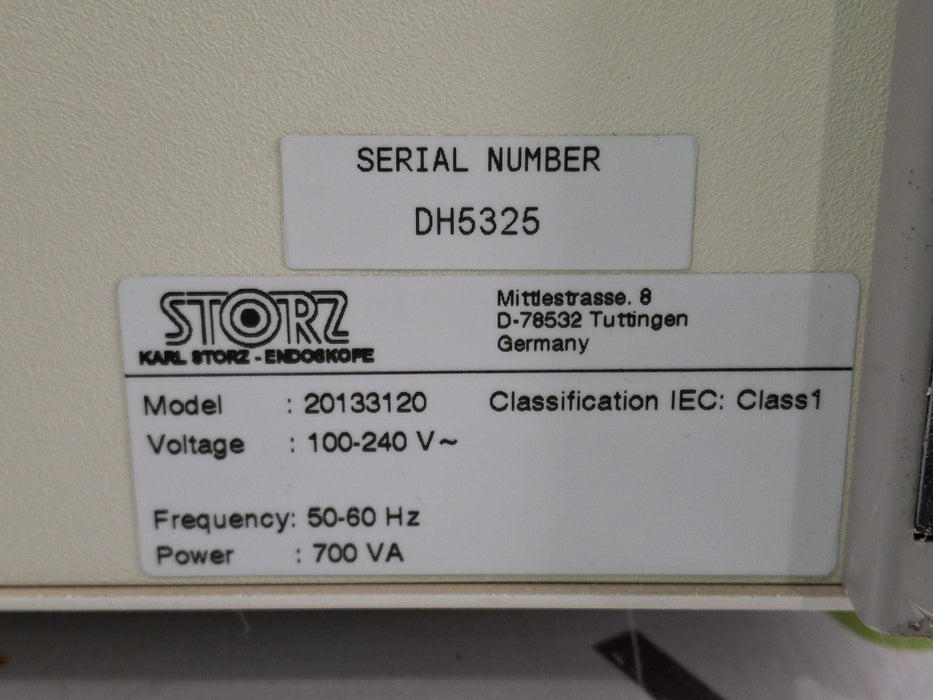 SERIAL NUMBER
DH5325
STORZ
KARL STORZ - ENDOSKOPE
Mittlestrasse. 8
D-78532 Tuttingen
Germany
Model : 20133120 Classification IEC: Class1
Voltage : 100-240 V~
Frequency: 50-60 Hz
Power : 700 VA